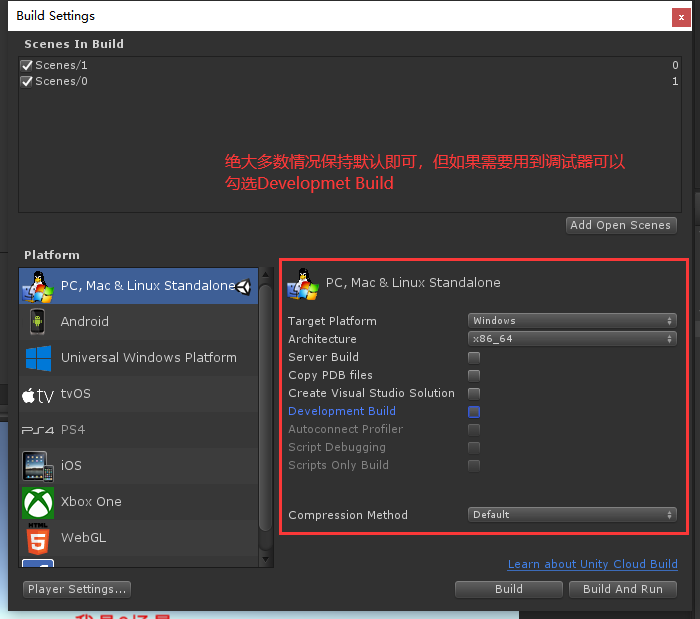 Build Settings
x
Scenes In Build
Scenes/1 0
Scenes/0 1
绝大多数情况保持默认即可，但如果需要用到调试器可以
勾选Developmet Build
Add Open Scenes
Platform
PC, Mac & Linux Standalone
Android
Universal Windows Platform
tv tvOS
PS4 PS4
iOS
Xbox One
HTML
5 WebGL
PC, Mac & Linux Standalone
Target Platform Windows
Architecture x86_64
Server Build
Copy PDB files
Create Visual Studio Solution
Development Build
Autoconnect Profiler
Script Debugging
Scripts Only Build
Compression Method Default
Learn about Unity Cloud Build
Player Settings...
Build
Build And Run